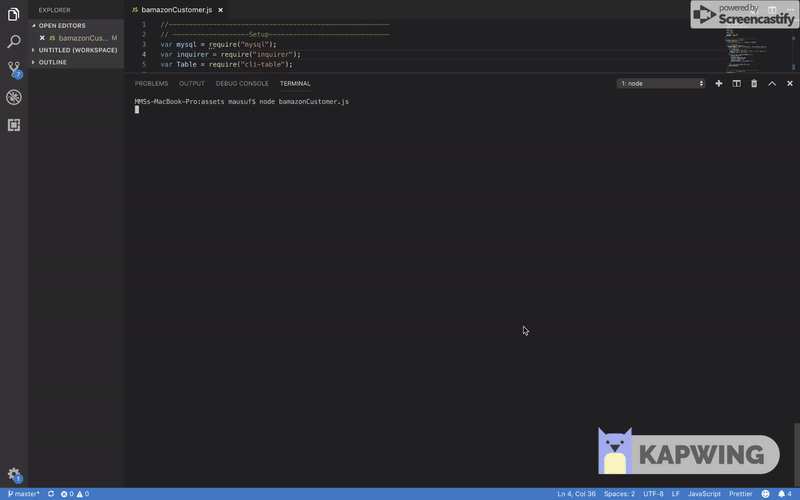 EXPLORER
OPEN EDITORS
bamazonCus... M
UNTITLED (WORKSPACE)
OUTLINE
7
1
bamazonCustomer.js
1 //-------------------------------------------------------
2 // -------------------Setup------------------------------
3 var mysql = require("mysql");
4 var inquirer = require("inquirer");
5 var Table = require("cli-table");
PROBLEMS OUTPUT DEBUG CONSOLE TERMINAL
1: node
MMSs-MacBook-Pro:assets mausuf$ node bamazonCustomer.js
powered by
Screencastify
KAPWING
master* 0 0 Ln 4, Col 36 Spaces: 2 UTF-8 LF JavaScript Prettier 4